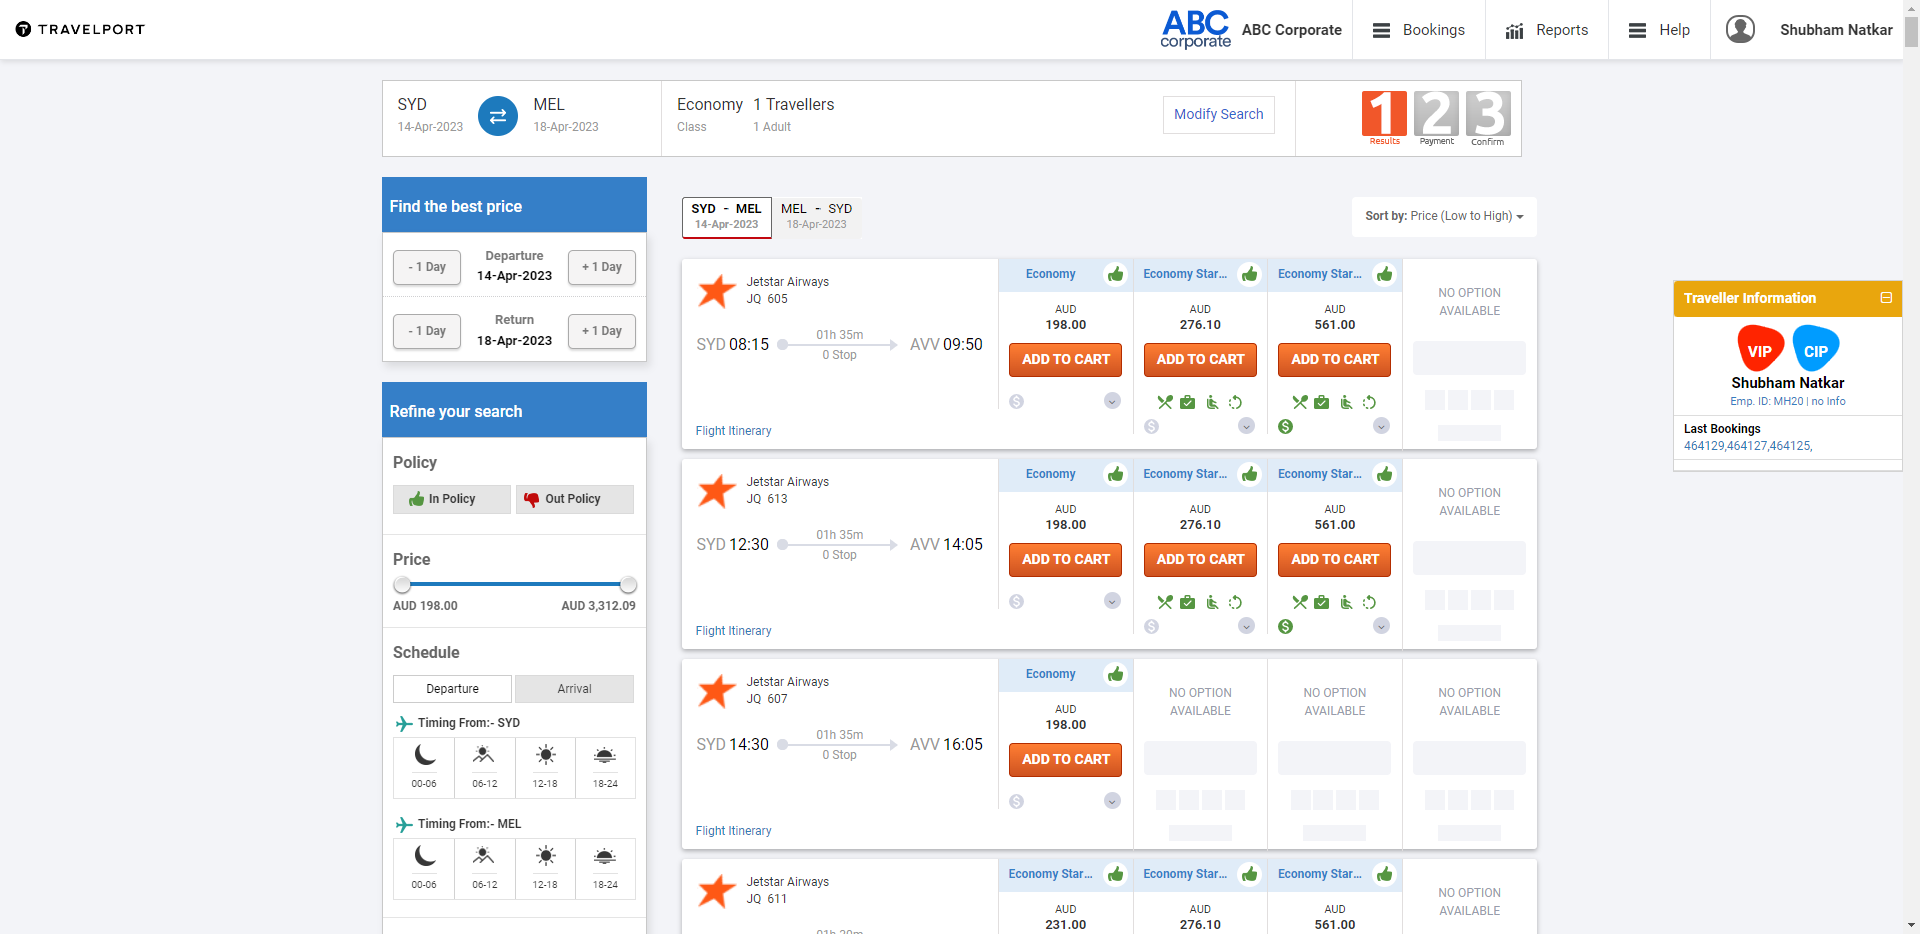 TRAVELPORT
ABC
corporate
ABC Corporate
Bookings
Reports
Help
Shubham Natkar
SYD
14-Apr-2023
MEL
18-Apr-2023
Economy
Class
1 Travellers
1 Adult
Modify Search
1 2 3
Results Payment Confirm
Find the best price
- 1 Day
Departure
14-Apr-2023
+ 1 Day
- 1 Day
Return
18-Apr-2023
+ 1 Day
Refine your search
Policy
In Policy
Out Policy
Price
AUD 198.00 AUD 3,312.09
Schedule
Departure Arrival
Timing From:- SYD
00-06 06-12 12-18 18-24
Timing From:- MEL
00-06 06-12 12-18 18-24
SYD - MEL
14-Apr-2023
MEL - SYD
18-Apr-2023
Sort by: Price (Low to High)
Jetstar Airways
JQ 605
SYD 08:15
01h 35m
0 Stop
AVV 09:50
Flight Itinerary
Economy
AUD
198.00
ADD TO CART
Economy Star...
AUD
276.10
ADD TO CART
Economy Star...
AUD
561.00
ADD TO CART
NO OPTION
AVAILABLE
Jetstar Airways
JQ 613
SYD 12:30
01h 35m
0 Stop
AVV 14:05
Flight Itinerary
Economy
AUD
198.00
ADD TO CART
Economy Star...
AUD
276.10
ADD TO CART
Economy Star...
AUD
561.00
ADD TO CART
NO OPTION
AVAILABLE
Jetstar Airways
JQ 607
SYD 14:30
01h 35m
0 Stop
AVV 16:05
Flight Itinerary
Economy
AUD
198.00
ADD TO CART
NO OPTION
AVAILABLE
NO OPTION
AVAILABLE
NO OPTION
AVAILABLE
Jetstar Airways
JQ 611
Economy Star...
AUD
231.00
Economy Star...
AUD
276.10
Economy Star...
AUD
561.00
NO OPTION
AVAILABLE
Traveller Information
VIP CIP
Shubham Natkar
Emp. ID: MH20 | no Info
Last Bookings
464129,464127,464125,